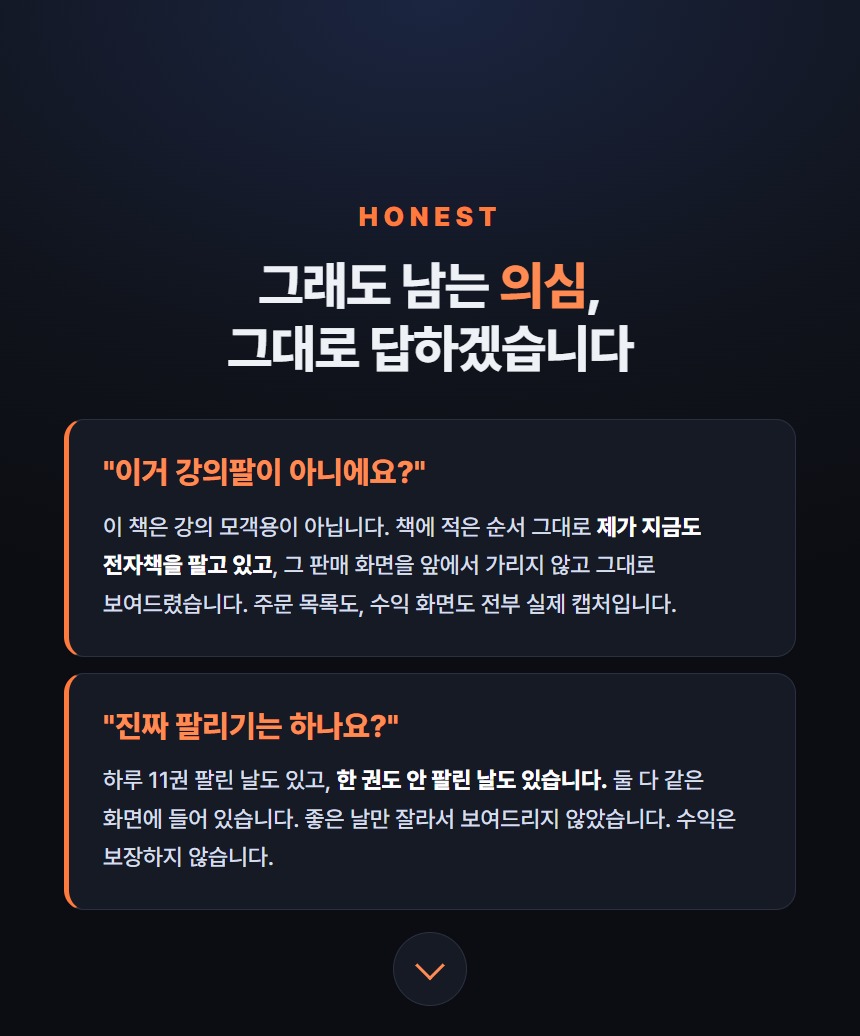 HONEST
그래도 남는 의심,
그대로 답하겠습니다
"이거 강의팔이 아니에요?"
이 책은 강의 모객용이 아닙니다. 책에 적은 순서 그대로 제가 지금도
전자책을 팔고 있고, 그 판매 화면을 앞에서 가리지 않고 그대로
보여드렸습니다. 주문 목록도, 수익 화면도 전부 실제 캡처입니다.
"진짜 팔리기는 하나요?"
하루 11권 팔린 날도 있고, 한 권도 안 팔린 날도 있습니다. 둘 다 같은
화면에 들어 있습니다. 좋은 날만 잘라서 보여드리지 않았습니다. 수익은
보장하지 않습니다.